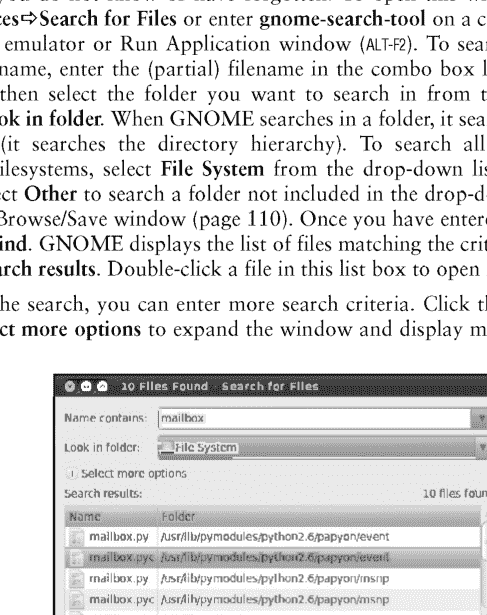 ces⇨Search for Files or enter gnome-search-tool on a c
emulator or Run Application window (ALT-F2). To sear
name, enter the (partial) filename in the combo box l
then select the folder you want to search in from t
ok in folder. When GNOME searches in a folder, it sear
(it searches the directory hierarchy). To search all
ilesystems, select File System from the drop-down lis
ect Other to search a folder not included in the drop-d
Browse/Save window (page 110). Once you have entere
ind. GNOME displays the list of files matching the crit
arch results. Double-click a file in this list box to open
he search, you can enter more search criteria. Click th
ct more options to expand the window and display m
10 Files Found - Search for Files
Name contains: mailbox
Look in folder: File System
Select more options
Search results: 10 files foun
Name Folder
mailbox.py /usr/lib/pymodules/python2.6/papyon/event
mailbox.pyc /usr/lib/pymodules/python2.6/papyon/event
mailbox.py /usr/lib/pymodules/python2.6/papyon/msnp
mailbox.pyc /usr/lib/pymodules/python2.6/papyon/msnp